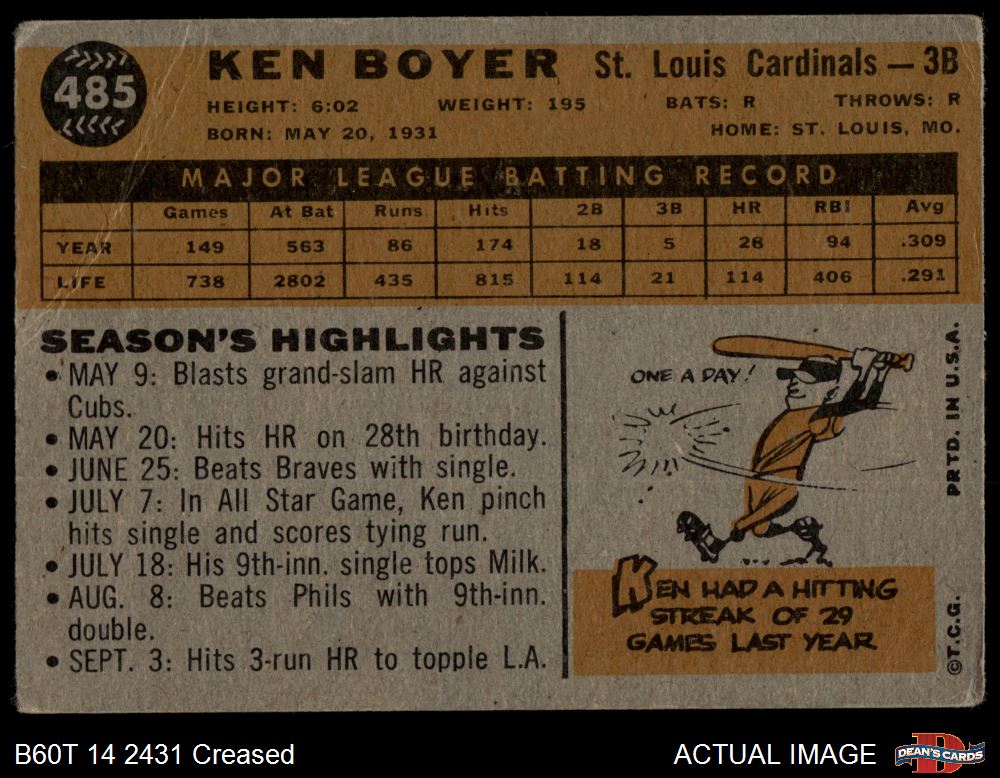 485
KEN BOYER St. Louis Cardinals — 3B
HEIGHT: 6:02 WEIGHT: 195 BATS: R THROWS: R
BORN: MAY 20, 1931 HOME: ST. LOUIS, MO.
MAJOR LEAGUE BATTING RECORD
Games At Bat Runs Hits 2B 3B HR RBI Avg
YEAR 149 563 86 174 18 5 28 94 .309
LIFE 738 2802 435 815 114 21 114 406 .291
SEASON'S HIGHLIGHTS
• MAY 9: Blasts grand-slam HR against
Cubs.
• MAY 20: Hits HR on 28th birthday.
• JUNE 25: Beats Braves with single.
• JULY 7: In All Star Game, Ken pinch
hits single and scores tying run.
• JULY 18: His 9th-inn. single tops Milk.
• AUG. 8: Beats Phils with 9th-inn.
double.
• SEPT. 3: Hits 3-run HR to topple L.A.
ONE A DAY!
KEN HAD A HITTING
STREAK OF 29
GAMES LAST YEAR
©T.C.G. PRTD. IN U.S.A.
B60T 14 2431 Creased ACTUAL IMAGE
DEAN'S CARDS